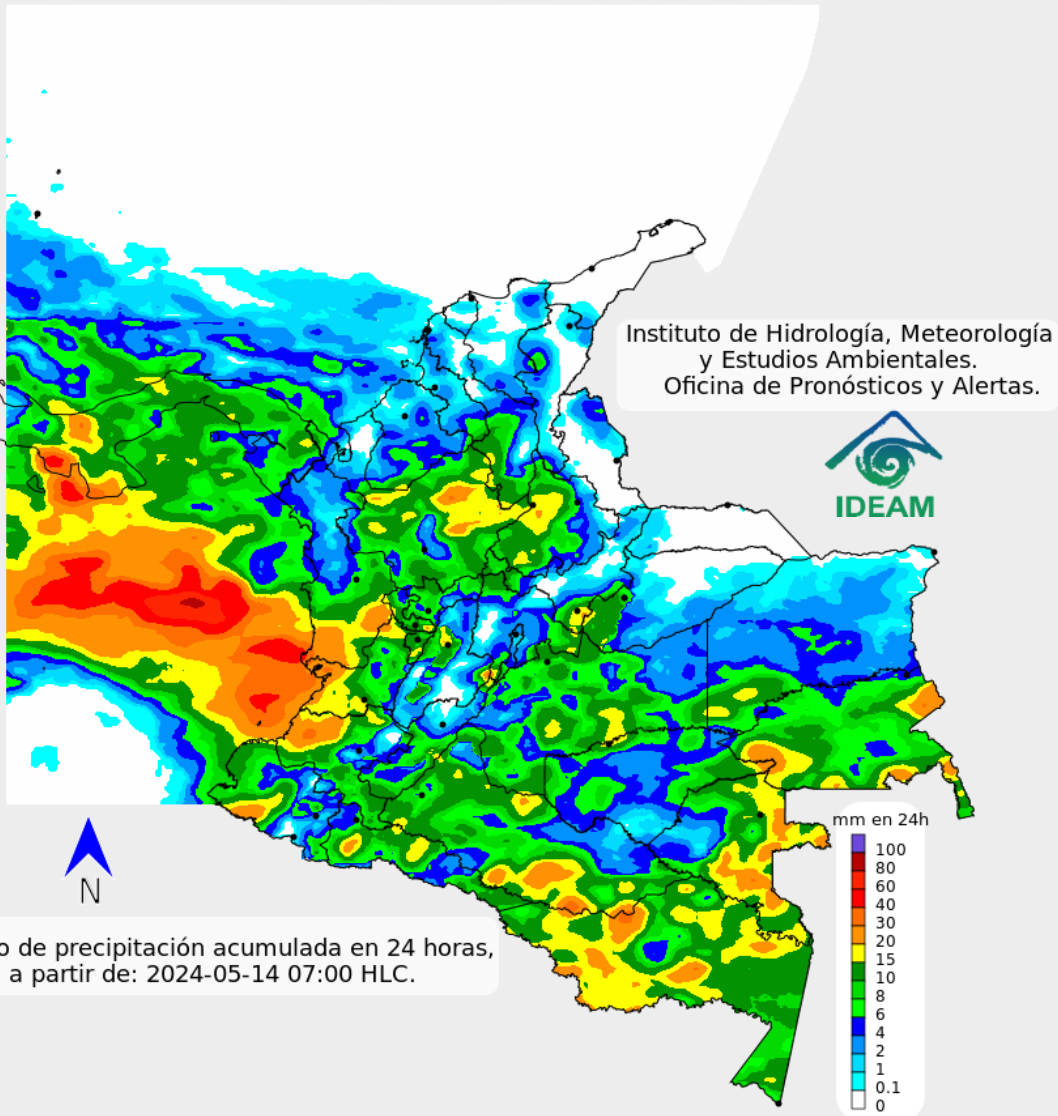 Instituto de Hidrología, Meteorología
y Estudios Ambientales.
Oficina de Pronósticos y Alertas.
IDEAM
mm en 24h
100
80
60
40
30
20
15
10
8
6
4
2
1
0.1
0
N
o de precipitación acumulada en 24 horas,
a partir de: 2024-05-14 07:00 HLC.